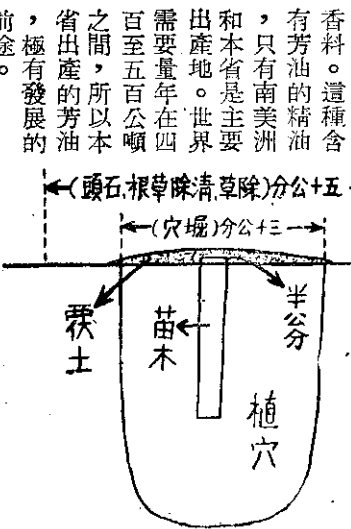 香料。這種含
有芳油的精油
，只有南美洲
和本省是主要
出產地。世界
需要量年在四
百至五百公噸
之間，所以本
省出產的芳油
，極有發展的
前途。
五十公分(除草,清除草根,石頭)
三十公分(掘穴)
半公分
苗木
覆土
植穴